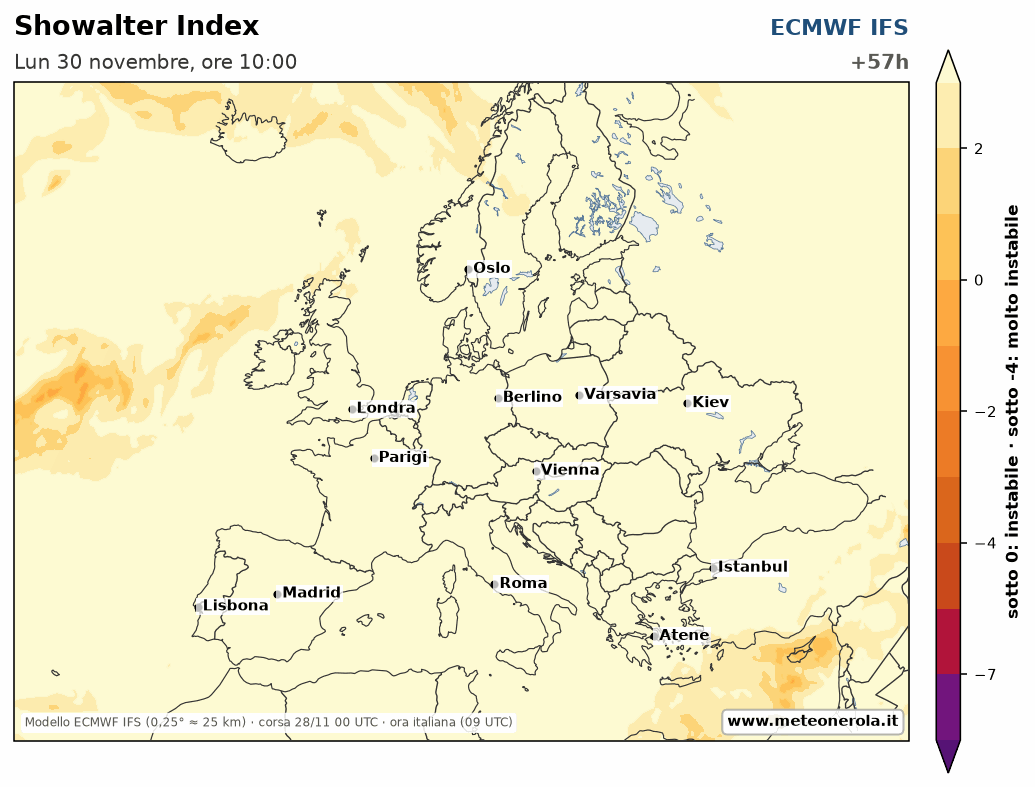 Showalter Index
ECMWF IFS
Lun 30 novembre, ore 10:00
+57h
Oslo
Berlino
Varsavia
Kiev
Londra
Parigi
Vienna
Istanbul
Roma
Madrid
Lisbona
Atene
Modello ECMWF IFS (0,25° ≈ 25 km) · corsa 28/11 00 UTC · ora italiana (09 UTC)
www.meteonerola.it
2
0
−2
−4
−7
sotto 0: instabile · sotto -4: molto instabile